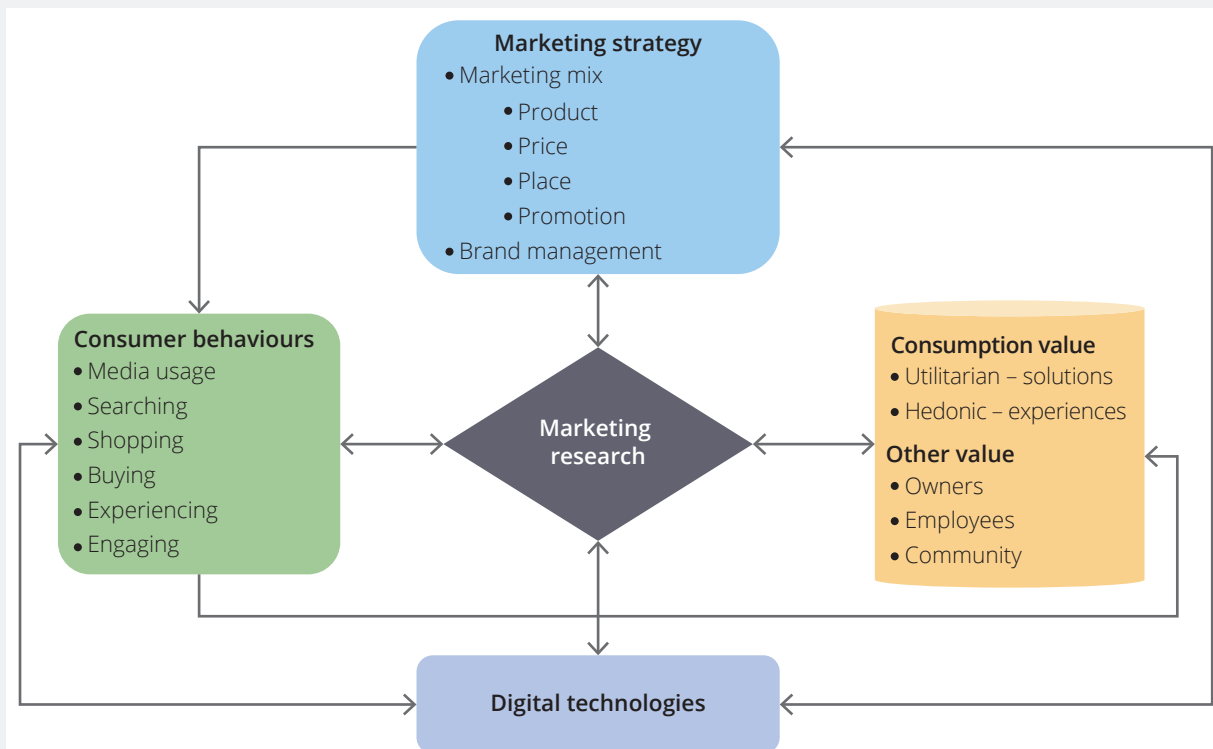 Marketing strategy
• Marketing mix
• Product
• Price
• Place
• Promotion
• Brand management
Consumer behaviours
• Media usage
• Searching
• Shopping
• Buying
• Experiencing
• Engaging
Marketing
research
Consumption value
• Utilitarian – solutions
• Hedonic – experiences
Other value
• Owners
• Employees
• Community
Digital technologies